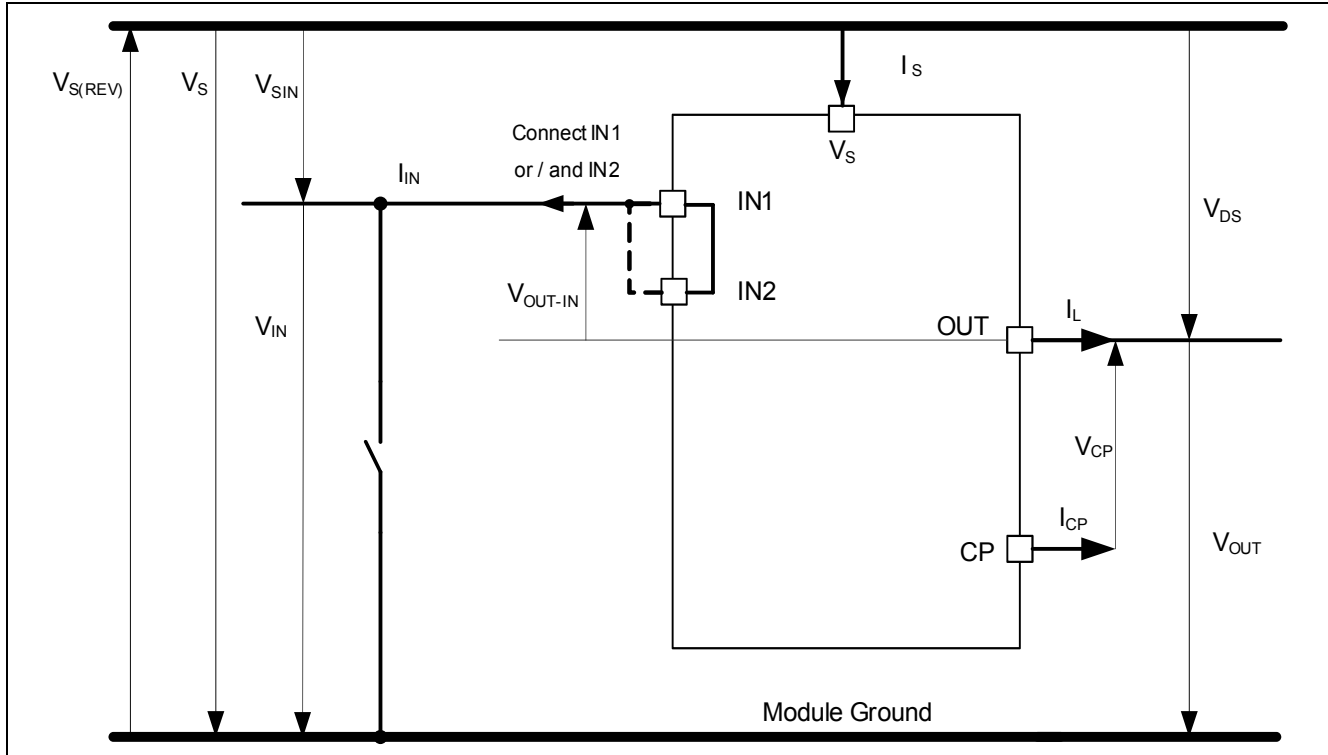 V_S(REV)
V_S
V_SIN
I_S
Connect IN1
or / and IN2
V_S
I_IN
IN1
V_DS
IN2
V_OUT-IN
V_IN
OUT
I_L
V_CP
I_CP
CP
V_OUT
Module Ground